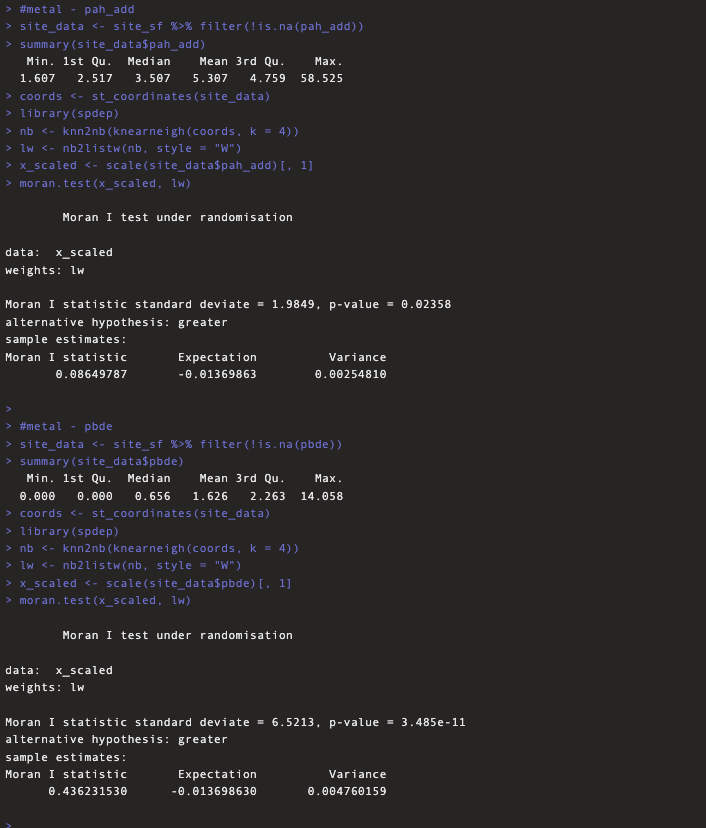 > #metal - pah_add
> site_data <- site_sf %>% filter(!is.na(pah_add))
> summary(site_data$pah_add)
   Min. 1st Qu.  Median    Mean 3rd Qu.    Max.
  1.607   2.517   3.507   5.307   4.759  58.525
> coords <- st_coordinates(site_data)
> library(spdep)
> nb <- knn2nb(knearneigh(coords, k = 4))
> lw <- nb2listw(nb, style = "W")
> x_scaled <- scale(site_data$pah_add)[, 1]
> moran.test(x_scaled, lw)
        Moran I test under randomisation
data:  x_scaled
weights: lw
Moran I statistic standard deviate = 1.9849, p-value = 0.02358
alternative hypothesis: greater
sample estimates:
Moran I statistic       Expectation          Variance
       0.08649787       -0.01369863        0.00254810
>
> #metal - pbde
> site_data <- site_sf %>% filter(!is.na(pbde))
> summary(site_data$pbde)
   Min. 1st Qu.  Median    Mean 3rd Qu.    Max.
  0.000   0.000   0.656   1.626   2.263  14.058
> coords <- st_coordinates(site_data)
> library(spdep)
> nb <- knn2nb(knearneigh(coords, k = 4))
> lw <- nb2listw(nb, style = "W")
> x_scaled <- scale(site_data$pbde)[, 1]
> moran.test(x_scaled, lw)
        Moran I test under randomisation
data:  x_scaled
weights: lw
Moran I statistic standard deviate = 6.5213, p-value = 3.485e-11
alternative hypothesis: greater
sample estimates:
Moran I statistic       Expectation          Variance
      0.436231530      -0.013698630       0.004760159
>